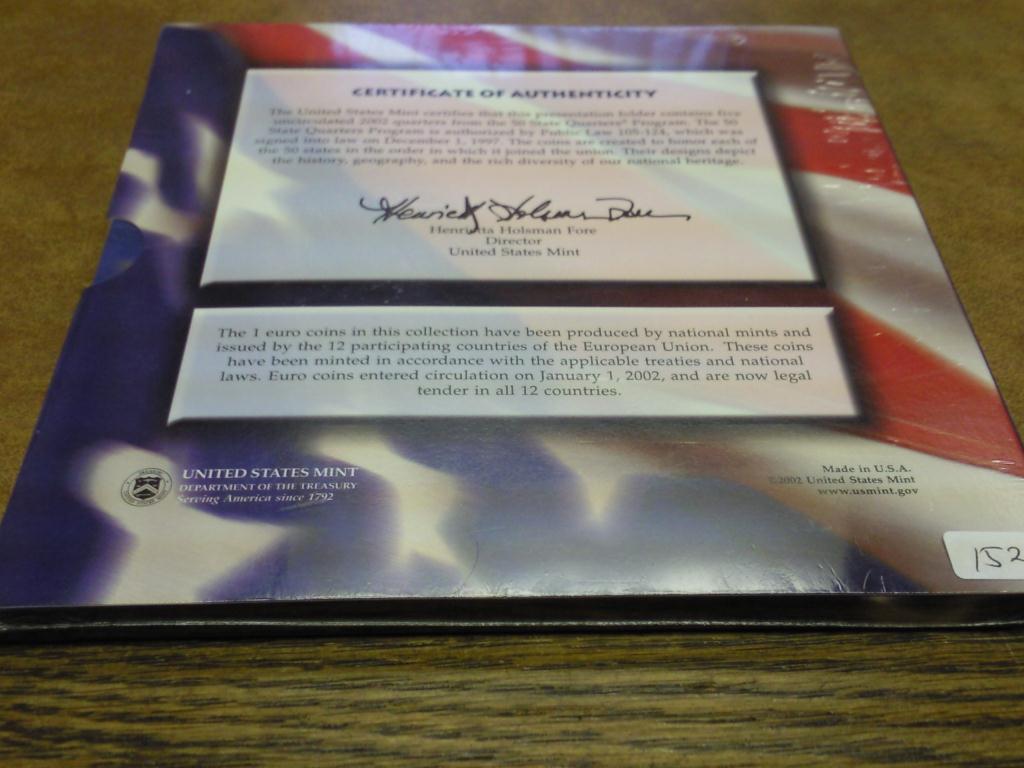 CERTIFICATE OF AUTHENTICITY
The United States Mint certifies that this presentation folder contains five
uncirculated 2002 quarters from the 50 State Quarters® Program. The 50
State Quarters Program is authorized by Public Law 105-124, which was
signed into law on December 1, 1997. The coins are created to honor each of
the 50 states in the order in which it joined the union. Their designs depict
the history, geography, and the rich diversity of our national heritage.
Henrietta Holsman Fore
Henrietta Holsman Fore
Director
United States Mint
The 1 euro coins in this collection have been produced by national mints and
issued by the 12 participating countries of the European Union. These coins
have been minted in accordance with the applicable treaties and national
laws. Euro coins entered circulation on January 1, 2002, and are now legal
tender in all 12 countries.
UNITED STATES MINT
DEPARTMENT OF THE TREASURY
Serving America since 1792
Made in U.S.A.
©2002 United States Mint
www.usmint.gov
152